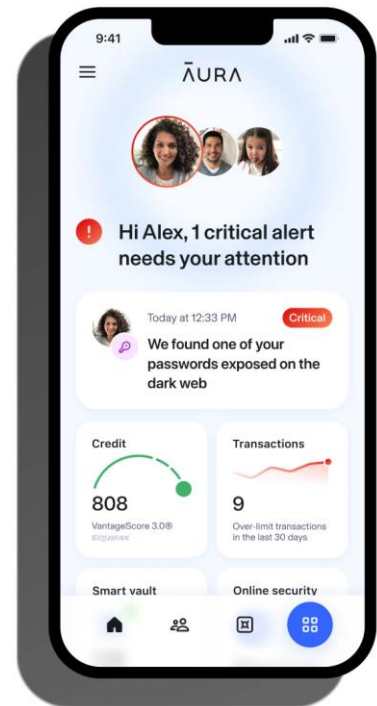 9:41
ĀURA
Hi Alex, 1 critical alert
needs your attention
Today at 12:33 PM
Critical
We found one of your
passwords exposed on the
dark web
Credit
808
VantageScore 3.0®
EQUIFAX
Transactions
9
Over-limit transactions
in the last 30 days
Smart vault
Online security